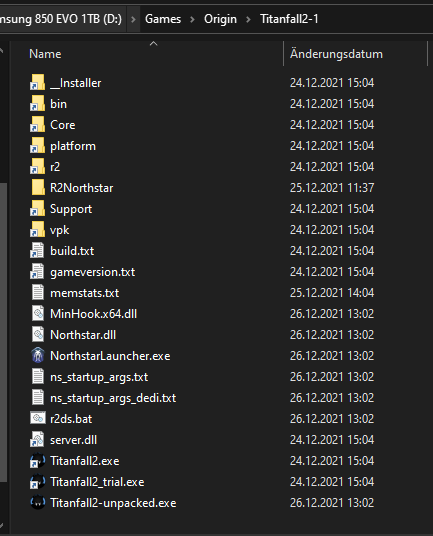 msung 850 EVO 1TB (D:) > Games > Origin > Titanfall2-1
Name Änderungsdatum
__Installer 24.12.2021 15:04
bin 24.12.2021 15:04
Core 24.12.2021 15:04
platform 24.12.2021 15:04
r2 24.12.2021 15:04
R2Northstar 25.12.2021 11:37
Support 24.12.2021 15:04
vpk 24.12.2021 15:04
build.txt 24.12.2021 15:04
gameversion.txt 24.12.2021 15:04
memstats.txt 25.12.2021 14:04
MinHook.x64.dll 26.12.2021 13:02
Northstar.dll 26.12.2021 13:02
NorthstarLauncher.exe 26.12.2021 13:02
ns_startup_args.txt 26.12.2021 13:02
ns_startup_args_dedi.txt 26.12.2021 13:02
r2ds.bat 26.12.2021 13:02
server.dll 24.12.2021 15:04
Titanfall2.exe 24.12.2021 15:04
Titanfall2_trial.exe 24.12.2021 15:04
Titanfall2-unpacked.exe 26.12.2021 13:02